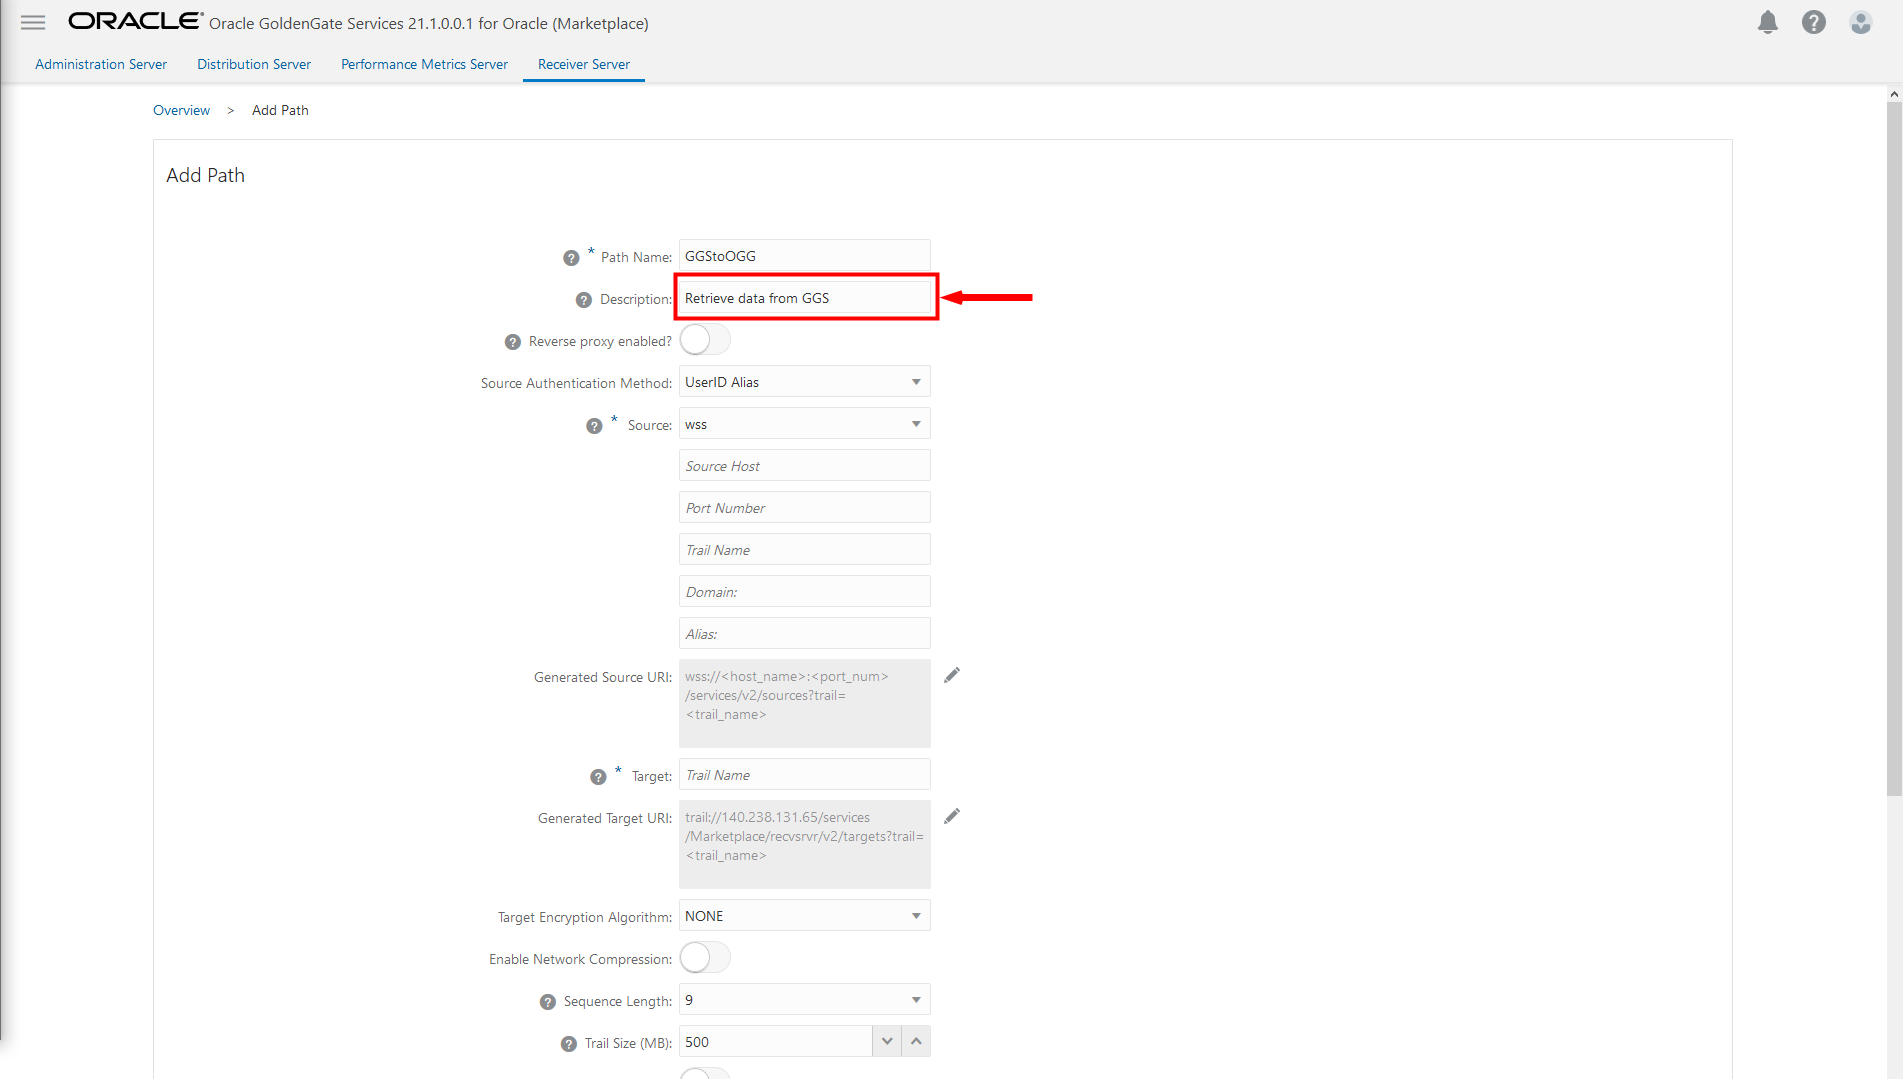 ORACLE Oracle GoldenGate Services 21.1.0.0.1 for Oracle (Marketplace)
Administration Server Distribution Server Performance Metrics Server Receiver Server
Overview > Add Path
Add Path
* Path Name: GGStoOGG
Description: Retrieve data from GGS
Reverse proxy enabled?
Source Authentication Method: UserID Alias
* Source: wss
Source Host
Port Number
Trail Name
Domain:
Alias:
Generated Source URI: wss://<host_name>:<port_num>
/services/v2/sources?trail=
<trail_name>
* Target: Trail Name
Generated Target URI: trail://140.238.131.65/services
/Marketplace/recvsrvr/v2/targets?trail=
<trail_name>
Target Encryption Algorithm: NONE
Enable Network Compression:
Sequence Length: 9
Trail Size (MB): 500